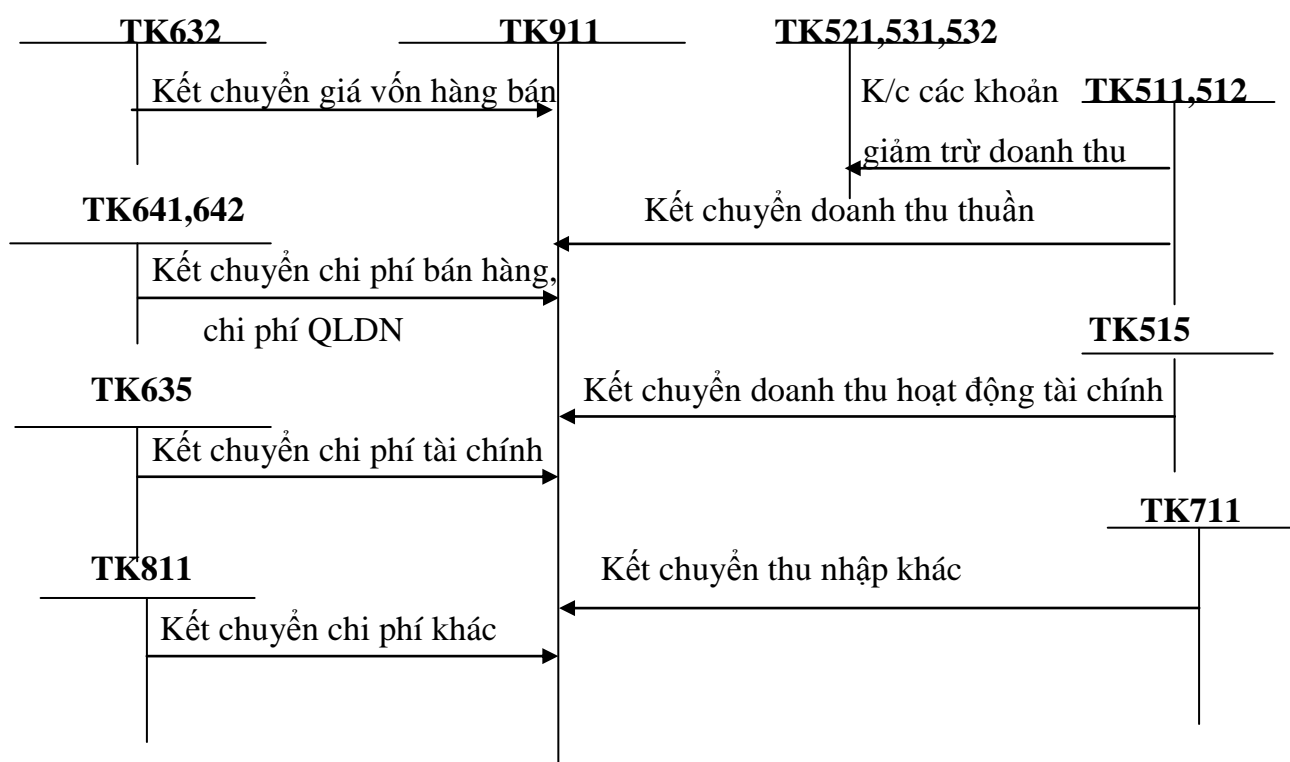 TK632 TK911 TK521,531,532
Kết chuyển giá vốn hàng bán K/c các khoản TK511,512
giảm trừ doanh thu
TK641,642 Kết chuyển doanh thu thuần
Kết chuyển chi phí bán hàng,
chi phí QLDN TK515
TK635 Kết chuyển doanh thu hoạt động tài chính
Kết chuyển chi phí tài chính
TK711
TK811 Kết chuyển thu nhập khác
Kết chuyển chi phí khác